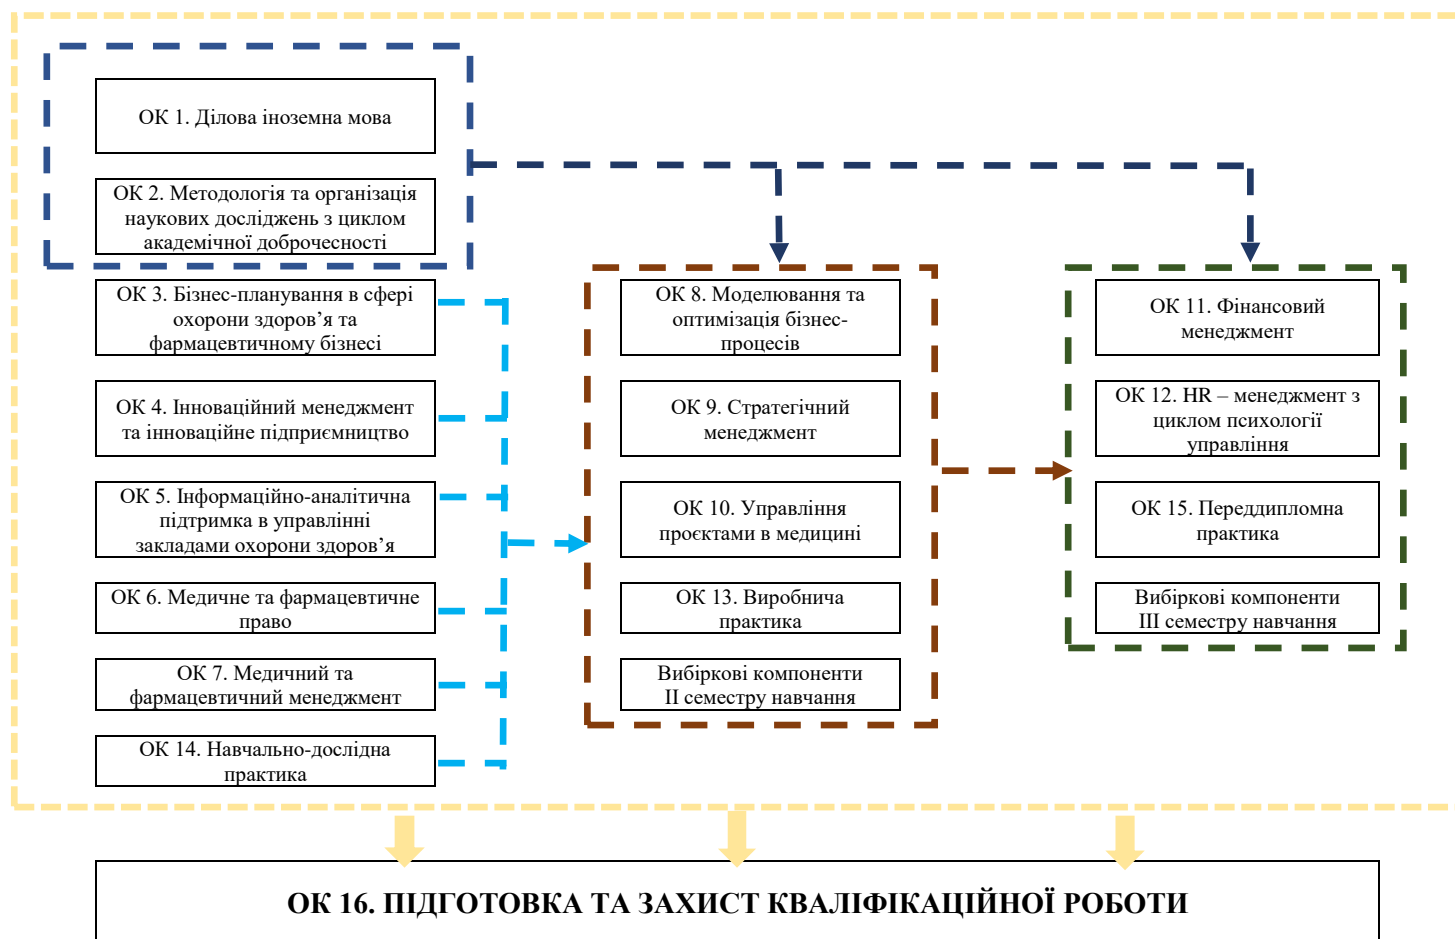 ОК 1. Ділова іноземна мова
ОК 2. Методологія та організація
наукових досліджень з циклом
академічної доброчесності
ОК 3. Бізнес-планування в сфері
охорони здоров’я та
фармацевтичному бізнесі
ОК 4. Інноваційний менеджмент
та інноваційне підприємництво
ОК 5. Інформаційно-аналітична
підтримка в управлінні
закладами охорони здоров’я
ОК 6. Медичне та фармацевтичне
право
ОК 7. Медичний та
фармацевтичний менеджмент
ОК 14. Навчально-дослідна
практика
ОК 8. Моделювання та
оптимізація бізнес-
процесів
ОК 9. Стратегічний
менеджмент
ОК 10. Управління
проєктами в медицині
ОК 13. Виробнича
практика
Вибіркові компоненти
ІІ семестру навчання
ОК 11. Фінансовий
менеджмент
ОК 12. HR – менеджмент з
циклом психології
управління
ОК 15. Переддипломна
практика
Вибіркові компоненти
ІІІ семестру навчання
ОК 16. ПІДГОТОВКА ТА ЗАХИСТ КВАЛІФІКАЦІЙНОЇ РОБОТИ